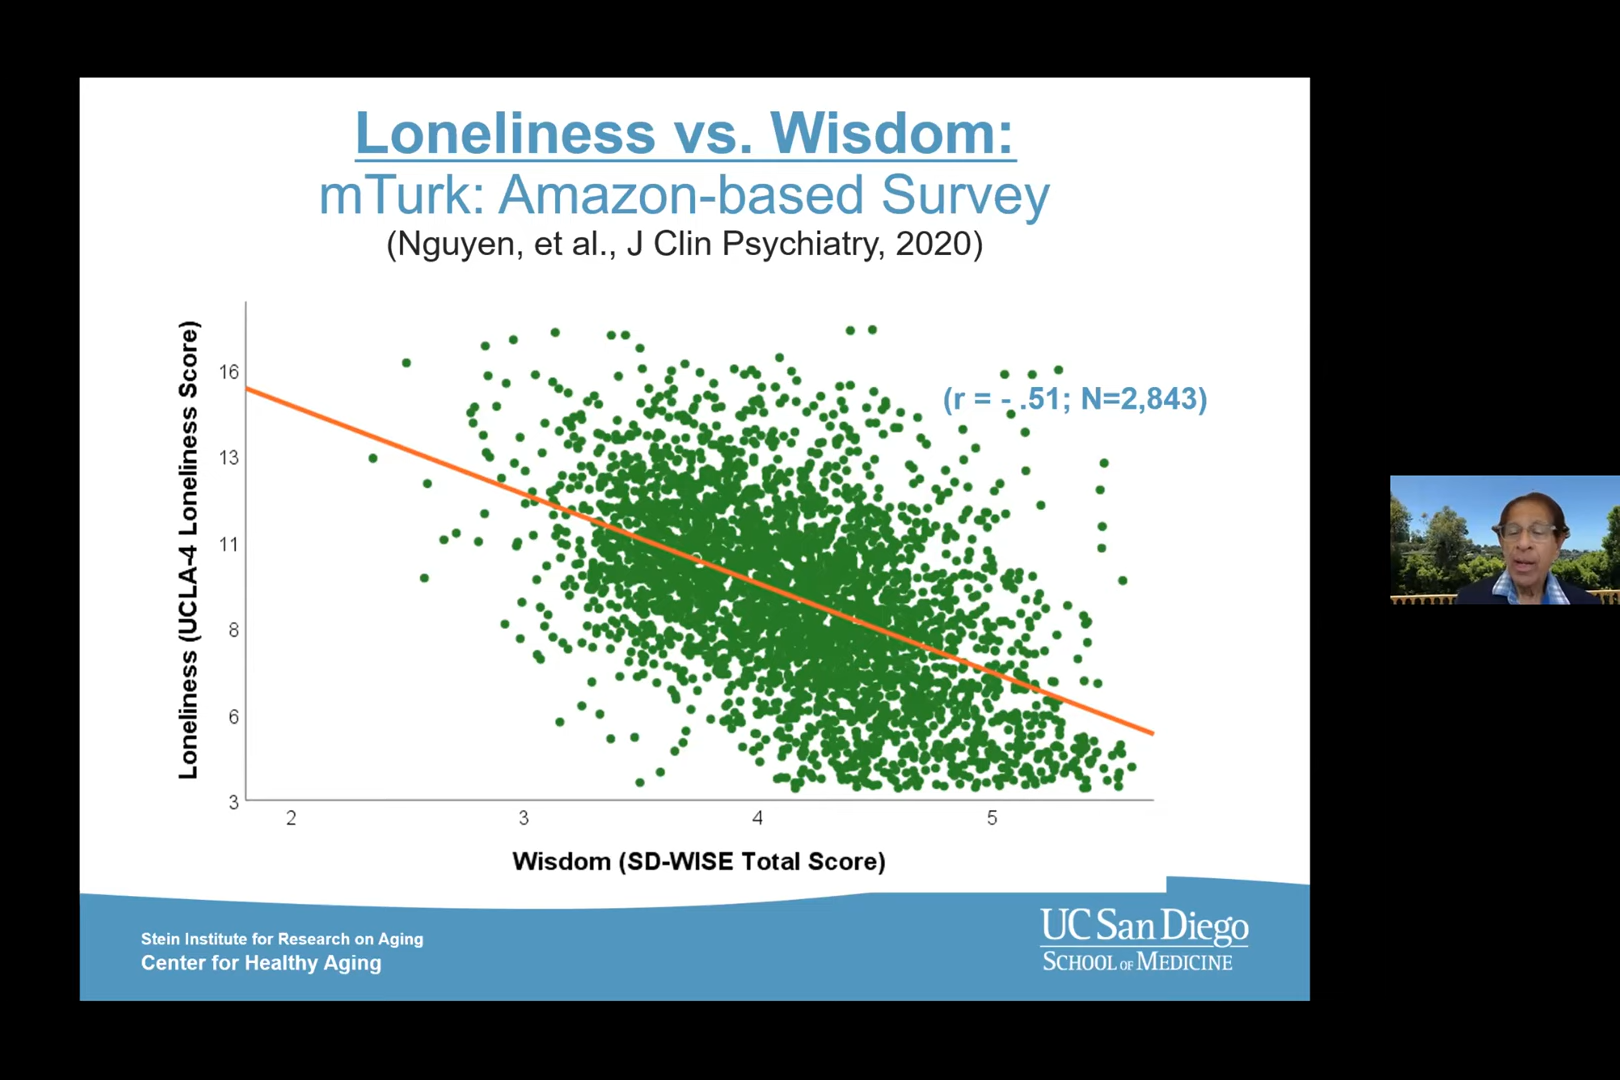 Loneliness vs. Wisdom:
mTurk: Amazon-based Survey
(Nguyen, et al., J Clin Psychiatry, 2020)
Loneliness (UCLA-4 Loneliness Score)
16
13
11
8
6
3
(r = - .51; N=2,843)
2 3 4 5
Wisdom (SD-WISE Total Score)
Stein Institute for Research on Aging
Center for Healthy Aging
UC San Diego
SCHOOL OF MEDICINE